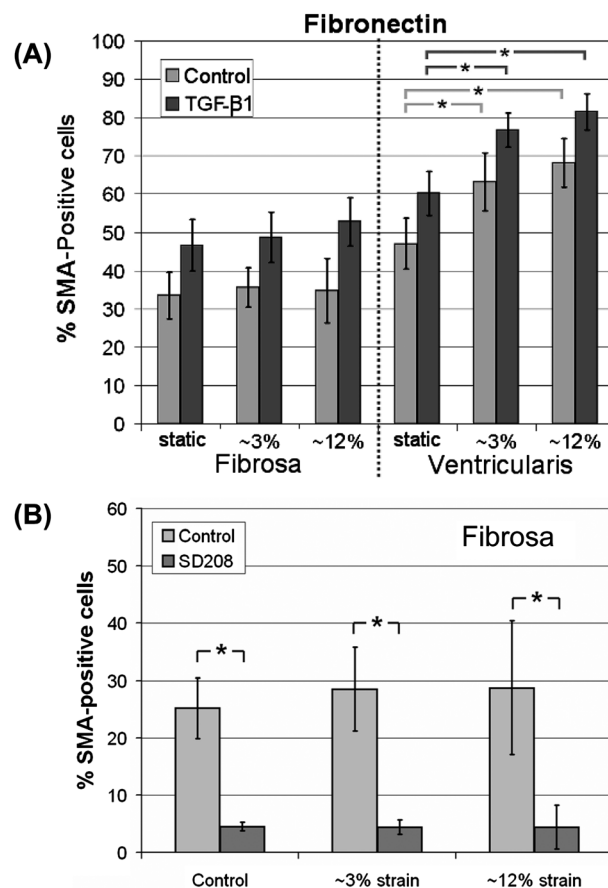 Fibronectin
(A)
Control
TGF-β1
% SMA-Positive cells
100
90
80
70
60
50
40
30
20
10
0
* * * *
static ~3% ~12% static ~3% ~12%
Fibrosa Ventricularis
(B)
Control
SD208
Fibrosa
% SMA-positive cells
60
50
40
30
20
10
0
* * *
Control ~3% strain ~12% strain